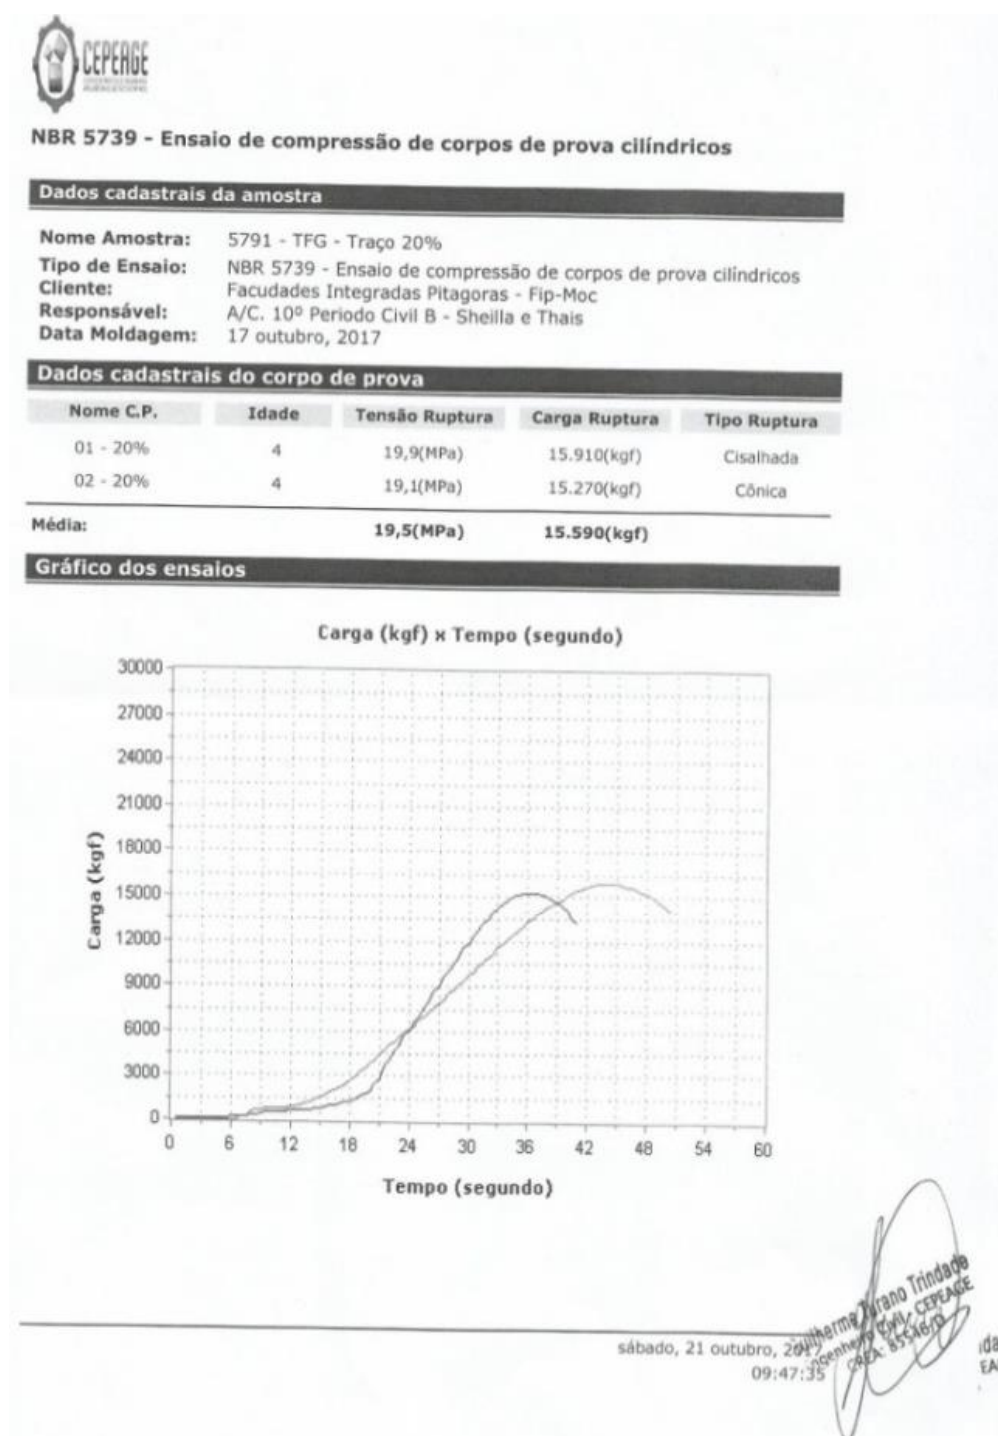 CEPEAGE
NBR 5739 - Ensaio de compressão de corpos de prova cilíndricos
Dados cadastrais da amostra
Nome Amostra: 5791 - TFG - Traço 20%
Tipo de Ensaio: NBR 5739 - Ensaio de compressão de corpos de prova cilíndricos
Cliente: Facudades Integradas Pitagoras - Fip-Moc
Responsável: A/C. 10º Periodo Civil B - Sheilla e Thais
Data Moldagem: 17 outubro, 2017
Dados cadastrais do corpo de prova
Nome C.P. Idade Tensão Ruptura Carga Ruptura Tipo Ruptura
01 - 20% 4 19,9(MPa) 15.910(kgf) Cisalhada
02 - 20% 4 19,1(MPa) 15.270(kgf) Cônica
Média: 19,5(MPa) 15.590(kgf)
Gráfico dos ensaios
Carga (kgf) x Tempo (segundo)
30000
27000
24000
21000
18000
15000
12000
9000
6000
3000
0
Carga (kgf)
0 6 12 18 24 30 36 42 48 54 60
Tempo (segundo)
Guilherme Turano Trindade
Engenheiro Civil - CEPEAGE
CREA: 85546/D
sábado, 21 outubro, 2017
09:47:35